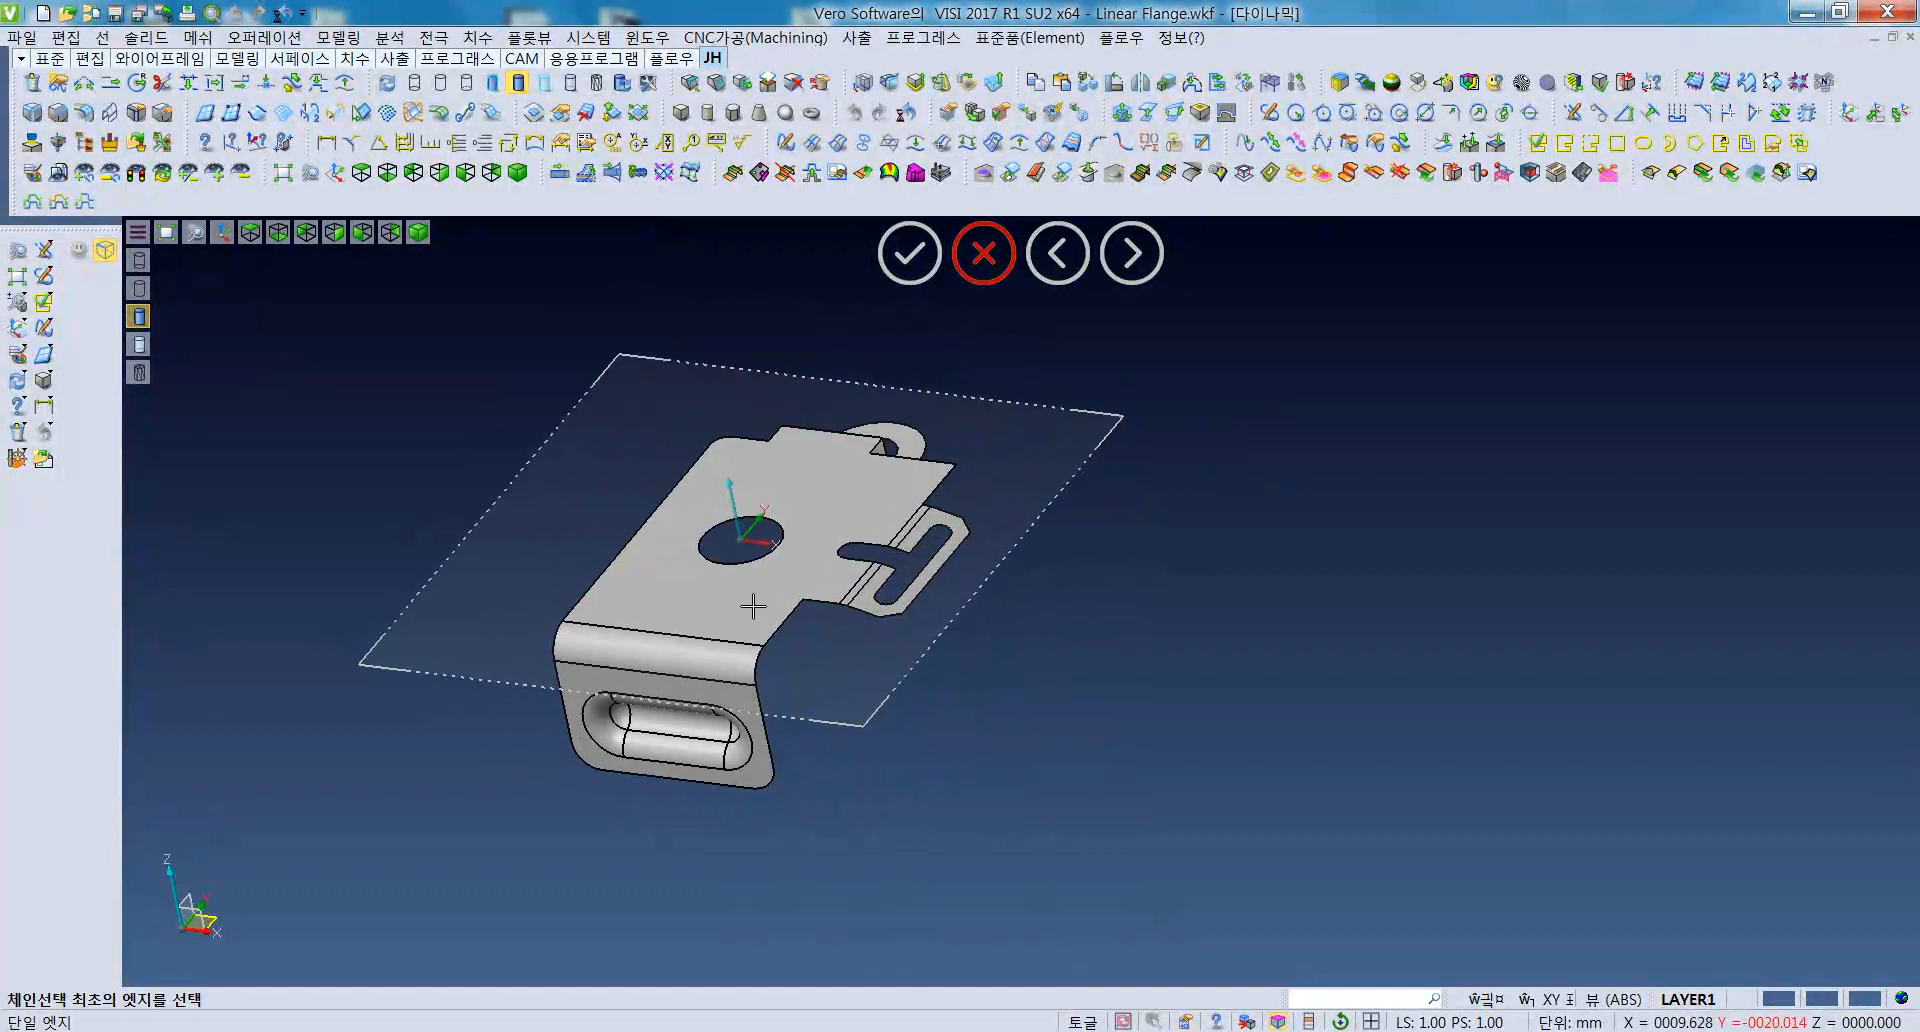 Vero Software의 VISI 2017 R1 SU2 x64 - Linear Flange.wkf - [다이나믹]
파일 편집 선 솔리드 메쉬 오퍼레이션 모델링 분석 전극 치수 플롯뷰 시스템 윈도우 CNC가공(Machining) 사출 프로그레스 표준품(Element) 플로우 정보(?)
표준 편집 와이어프레임 모델링 서페이스 치수 사출 프로그래스 CAM 응용프로그램 플로우 JH
Y
X
Z
Y
X
체인선택 최초의 엣지를 선택
XY 뷰 (ABS) LAYER1
단일 엣지
토글
LS: 1.00 PS: 1.00 단위: mm X = 0009.628 Y =-0020.014 Z = 0000.000